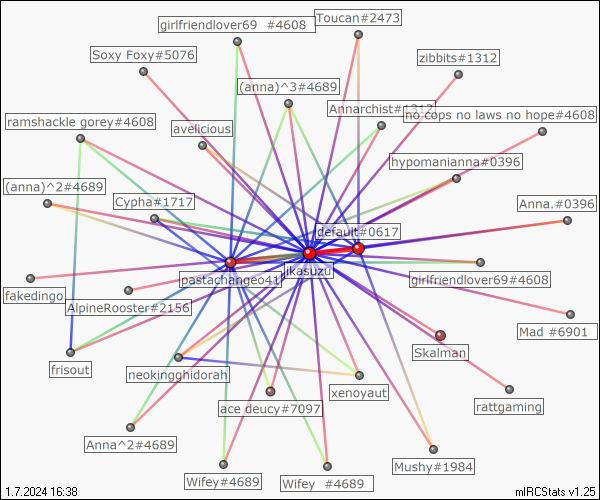 girlfriendlover69 #4608
Toucan#2473
Soxy Foxy#5076
zibbits#1312
(anna)^3#4689
Annarchist#1312
no cops no laws no hope#4608
ramshackle gorey#4608
avelicious
hypomanianna#0396
(anna)^2#4689
Cypha#1717
Anna.#0396
default#0617
pastachangeo41
jikasuzu
girlfriendlover69#4608
fakedingo
AlpineRooster#2156
Mad #6901
Skalman
frisout
neokingghidorah
xenoyaut
ace deucy#7097
rattgaming
Anna^2#4689
Mushy#1984
Wifey#4689
Wifey #4689
1.7.2024 16:38
mIRCStats v1.25